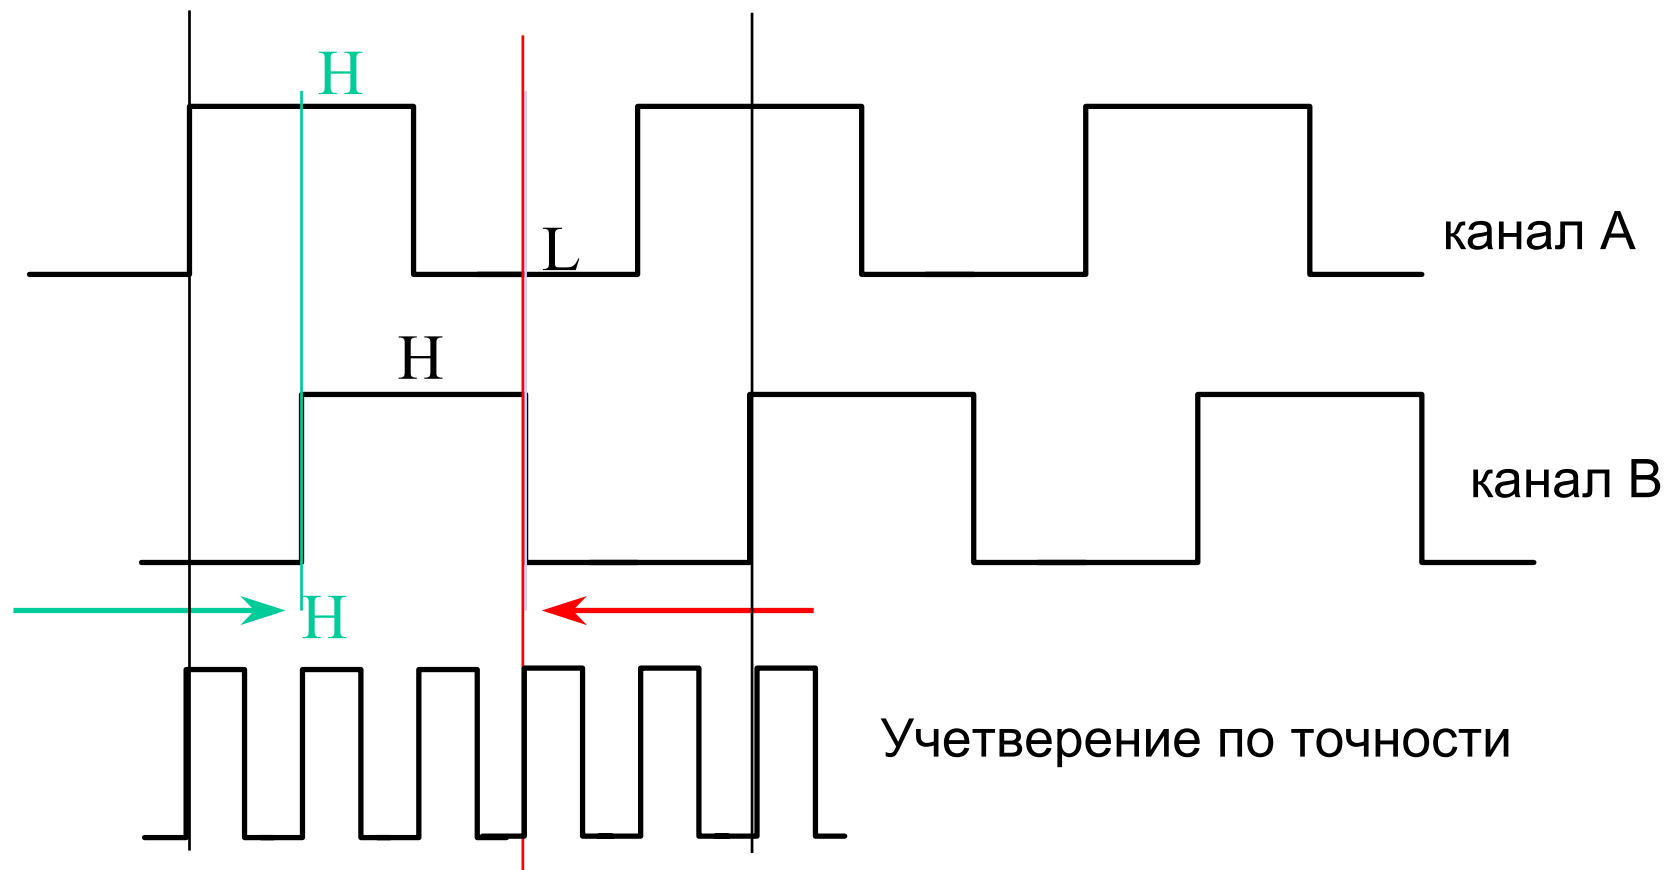 H
L
канал А
H
канал В
H
Учетверение по точности